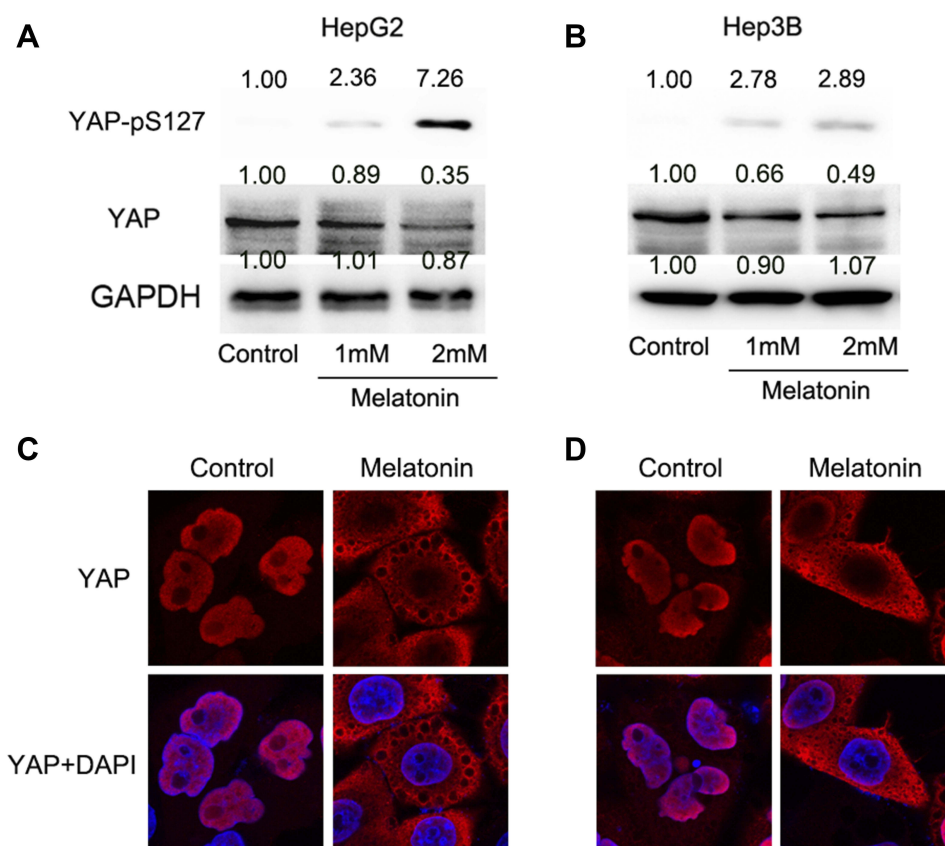 A
HepG2
1.00 2.36 7.26
YAP-pS127
1.00 0.89 0.35
YAP
1.00 1.01 0.87
GAPDH
Control 1mM 2mM
Melatonin
B
Hep3B
1.00 2.78 2.89
1.00 0.66 0.49
1.00 0.90 1.07
Control 1mM 2mM
Melatonin
C
Control Melatonin
YAP
YAP+DAPI
D
Control Melatonin